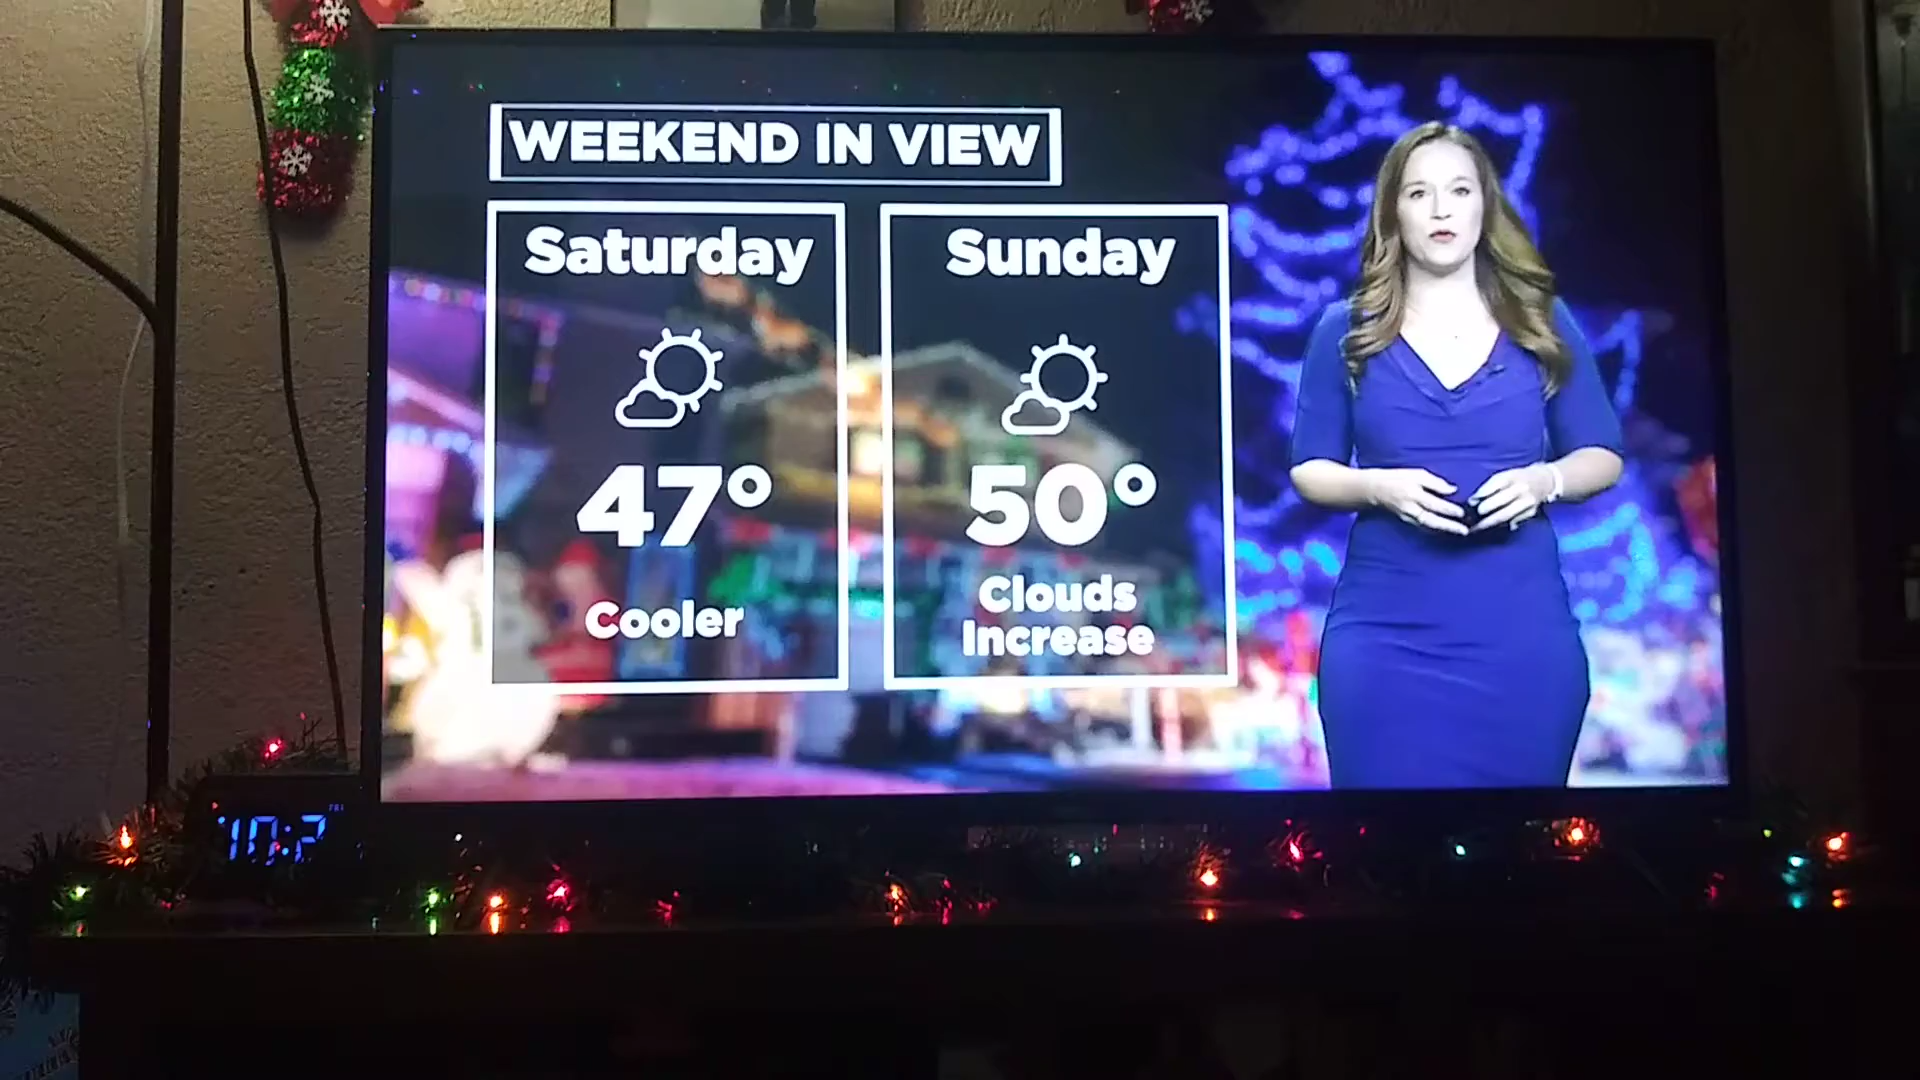 WEEKEND IN VIEW
Saturday
47°
Cooler
Sunday
50°
Clouds
Increase